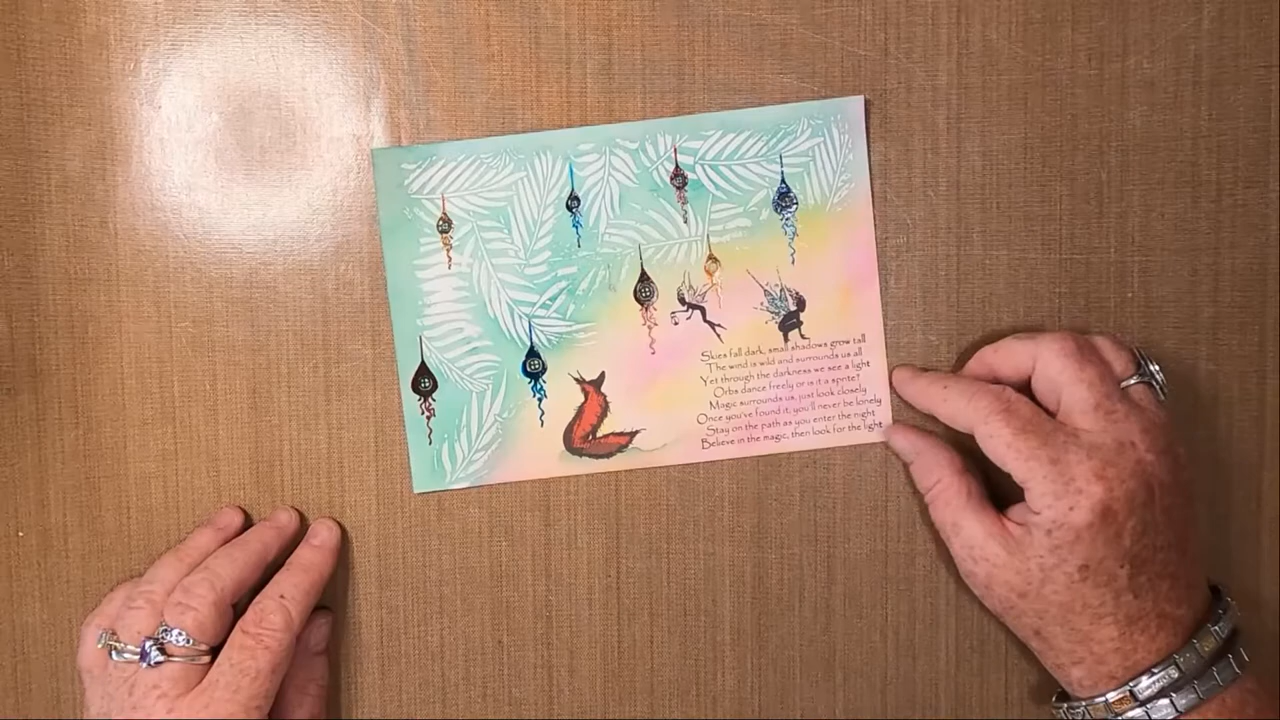 Skies fall dark, small shadows grow tall
The wind is wild and surrounds us all
Yet through the darkness we see a light
Orbs dance freely or is it a sprite?
Magic surrounds us, just look closely
Once you've found it, you'll never be lonely
Stay on the path as you enter the night
Believe in the magic, then look for the light